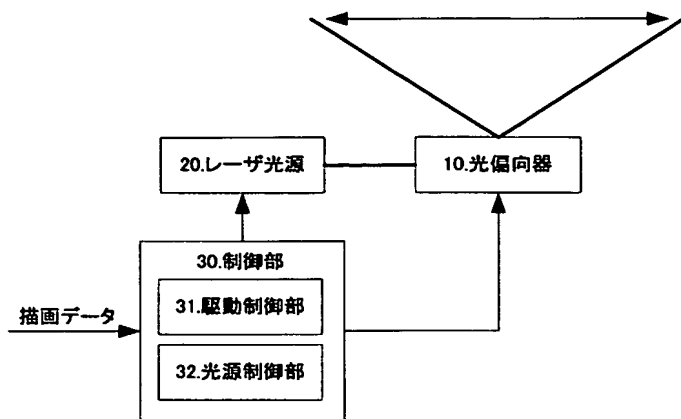 20.レーザ光源
10.光偏向器
30.制御部
31.駆動制御部
描画データ
32.光源制御部